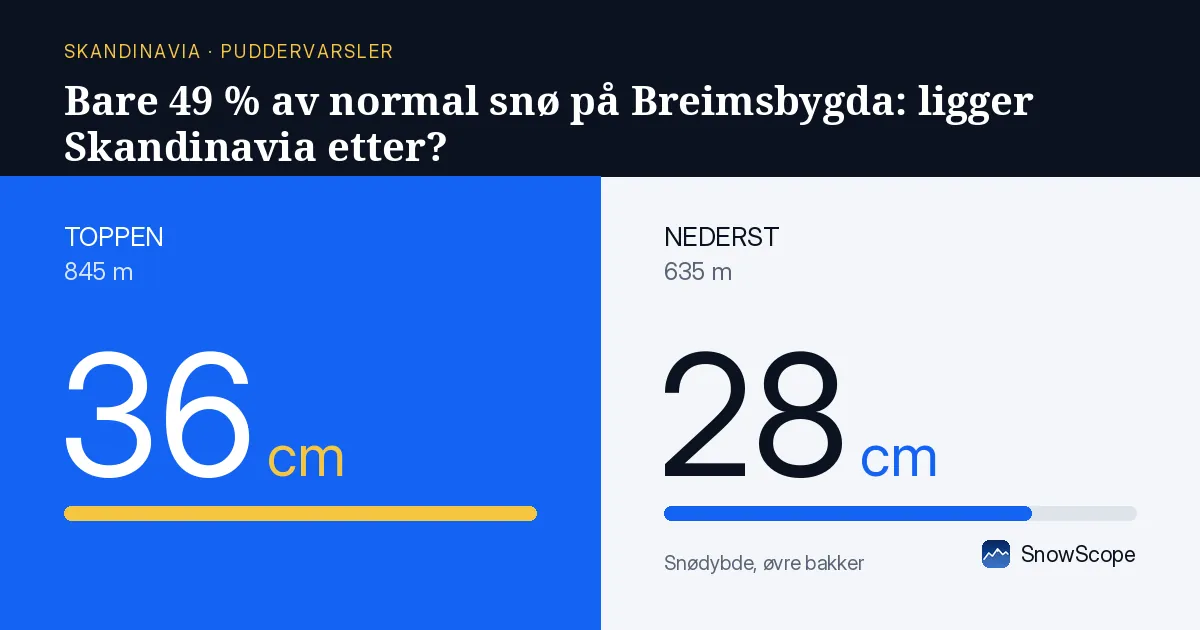 SKANDINAVIA · PUDDERVARSLER
Bare 49 % av normal snø på Breimsbygda: ligger
Skandinavia etter?
TOPPEN
845 m
36 cm
NEDERST
635 m
28 cm
Snødybde, øvre bakker
SnowScope